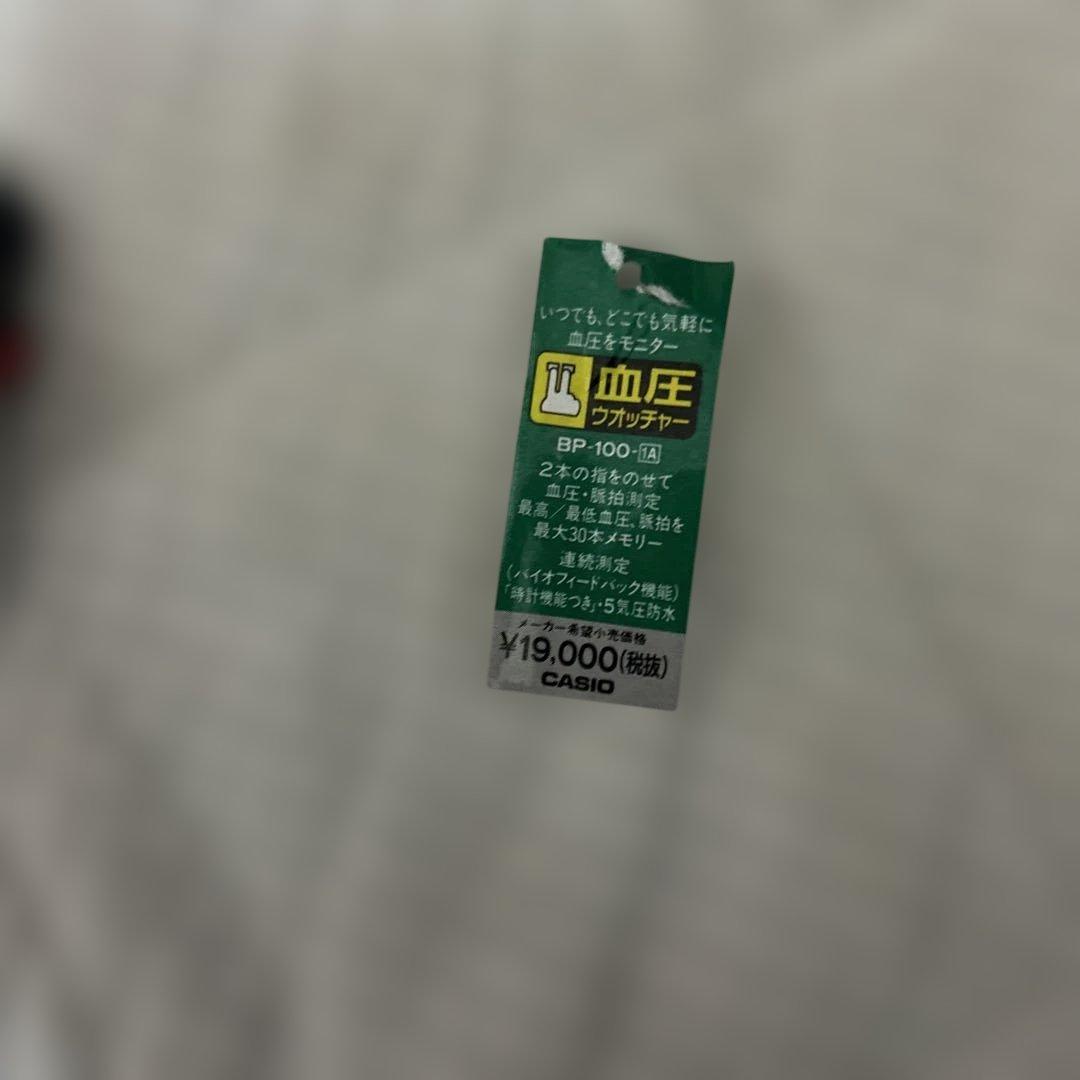 いつでも、どこでも気軽に
血圧をモニター
血圧
ウオッチャー
BP-100-1A
2本の指をのせて
血圧・脈拍測定
最高／最低血圧、脈拍を
最大30本メモリー
連続測定
(バイオフィードバック機能)
「時計機能つき」・5気圧防水
メーカー希望小売価格
¥19,000(税抜)
CASIO